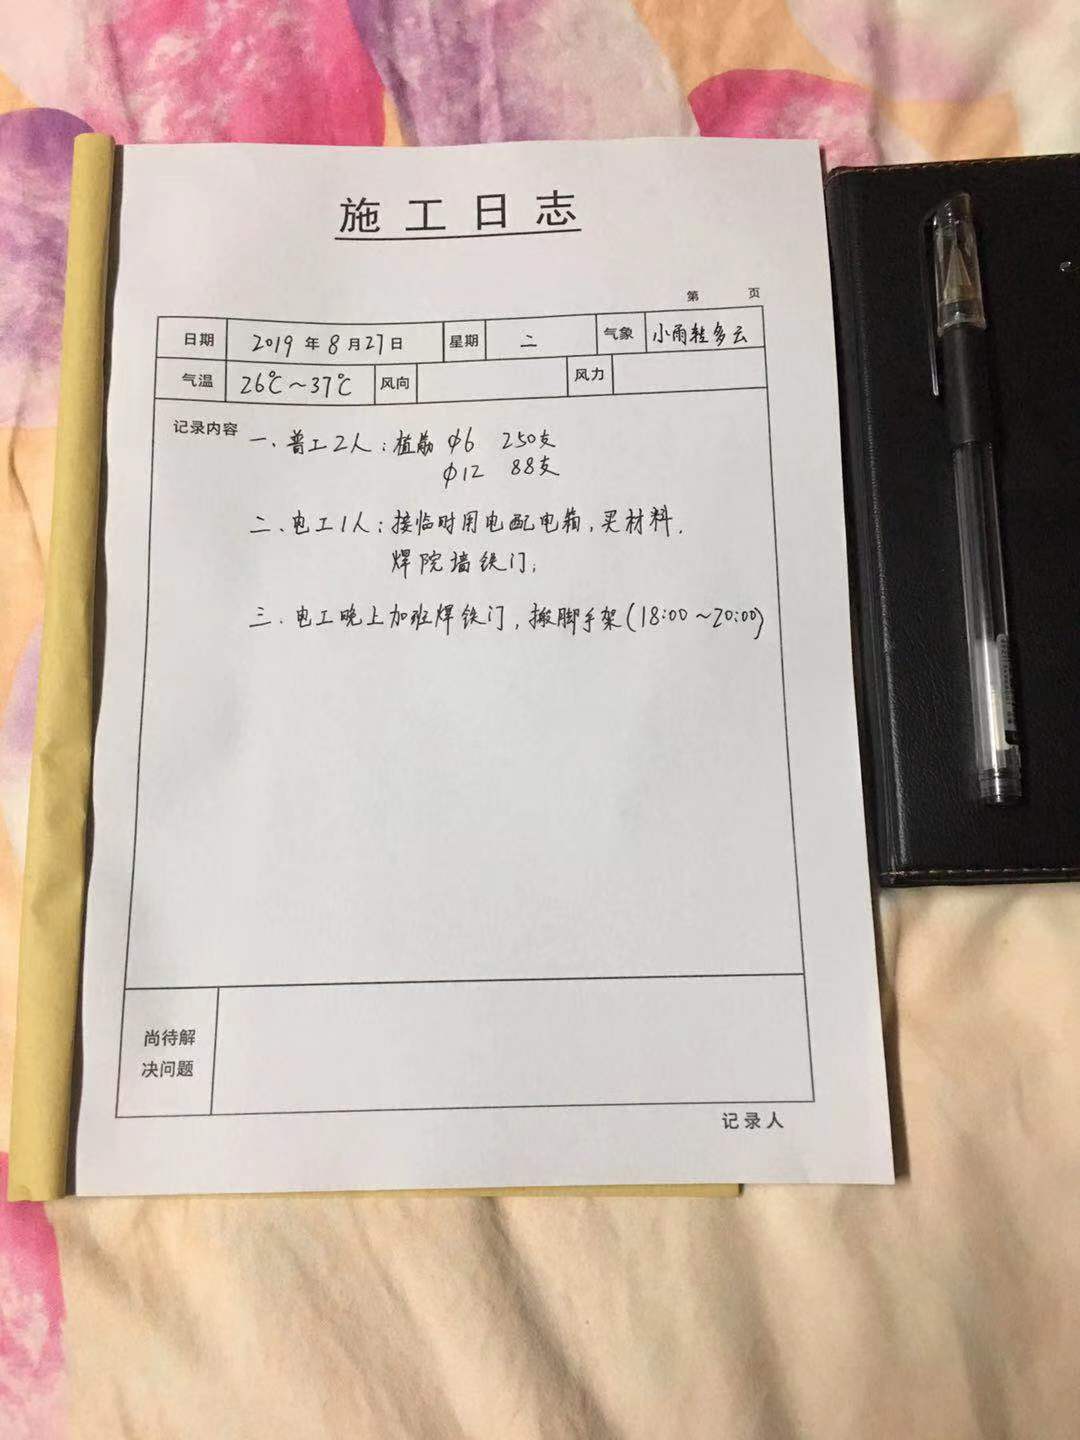 施工日志
第 页
日期 2019年8月27日 星期 二 气象 小雨转多云
气温 26℃~37℃ 风向 风力
记录内容 一、普工2人：植筋 φ6 250支
φ12 88支
二、电工1人：接临时用电配电箱，买材料.
焊院墙铁门；
三、电工晚上加班焊铁门，搬脚手架(18:00~20:00)
尚待解
决问题
记录人